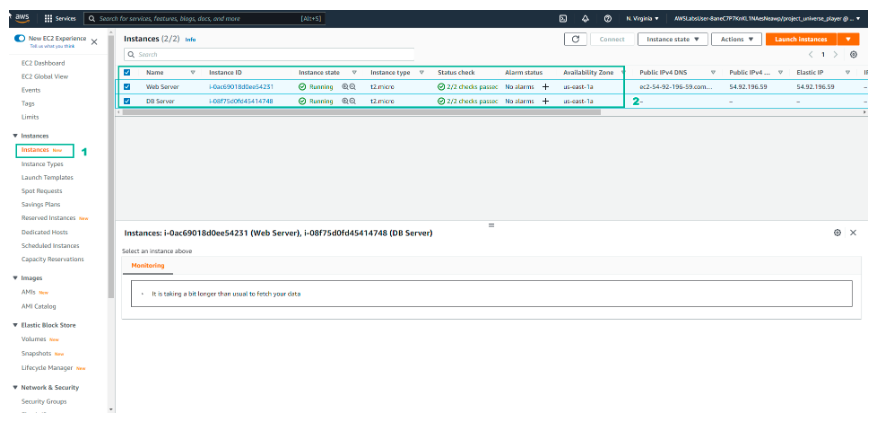 aws Services Search for services, features, blogs, docs, and more [Alt+S] N. Virginia ▼
New EC2 Experience
Tell us what you think
EC2 Dashboard
EC2 Global View
Events
Tags
Limits
Instances
Instances New 1
Instance Types
Launch Templates
Spot Requests
Savings Plans
Reserved Instances New
Dedicated Hosts
Scheduled Instances
Capacity Reservations
Images
AMIs New
AMI Catalog
Elastic Block Store
Volumes New
Snapshots New
Lifecycle Manager New
Network & Security
Security Groups
Instances (2/2) Info
Connect Instance state ▼ Actions ▼ Launch instances ▼
Search
< 1 >
Name Instance ID Instance state Instance type Status check Alarm status Availability Zone Public IPv4 DNS Public IPv4 ... Elastic IP
Web Server i-0ac69018d0ee54231 Running t2.micro 2/2 checks passec No alarms + us-east-1a ec2-54-92-196-59.com... 54.92.196.59 54.92.196.59 –
DB Server i-08f75d0fd45414748 Running t2.micro 2/2 checks passec No alarms + us-east-1a 2 – – – –
Instances: i-0ac69018d0ee54231 (Web Server), i-08f75d0fd45414748 (DB Server)
Select an instance above
Monitoring
It is taking a bit longer than usual to fetch your data